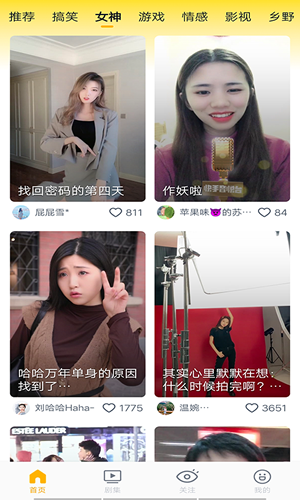 推荐 搞笑 女神 游戏 情感 影视 乡野
找回密码的第四天
屁屁雪* 811
作妖啦
苹果咪😈的苏… 84
哈哈万年单身的原因
找到了…
刘哈哈Haha- 1775
其实心里默默在想：
什么时候拍完啊？…
温婉… 3651
ESTĒE LAUDER
首页 剧集 关注 我的